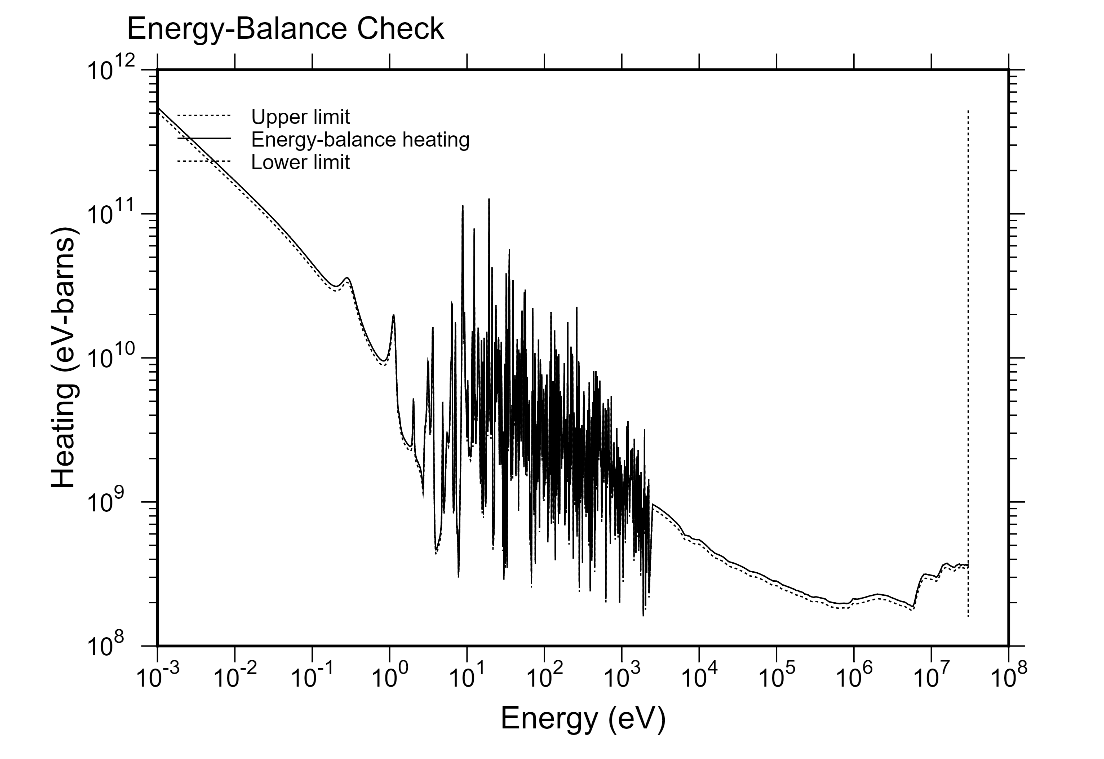 Energy-Balance Check
10^12
10^11
10^10
10^9
10^8
Upper limit
Energy-balance heating
Lower limit
Heating (eV-barns)
10^-3 10^-2 10^-1 10^0 10^1 10^2 10^3 10^4 10^5 10^6 10^7 10^8
Energy (eV)